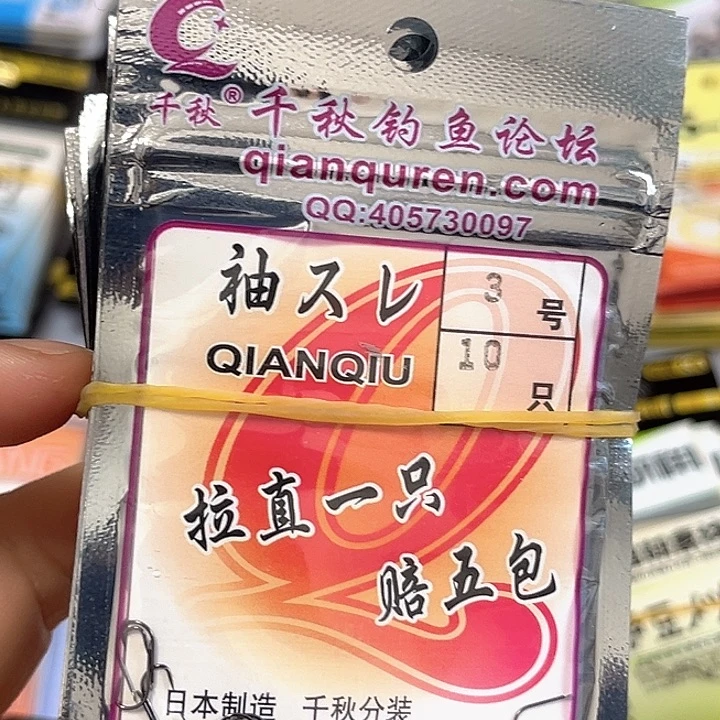 千秋® 千秋钓鱼论坛
qianquren.com
QQ:405730097
袖スレ
3 号
QIANQIU
10 只
拉直一只
赔五包
日本制造 千秋分装